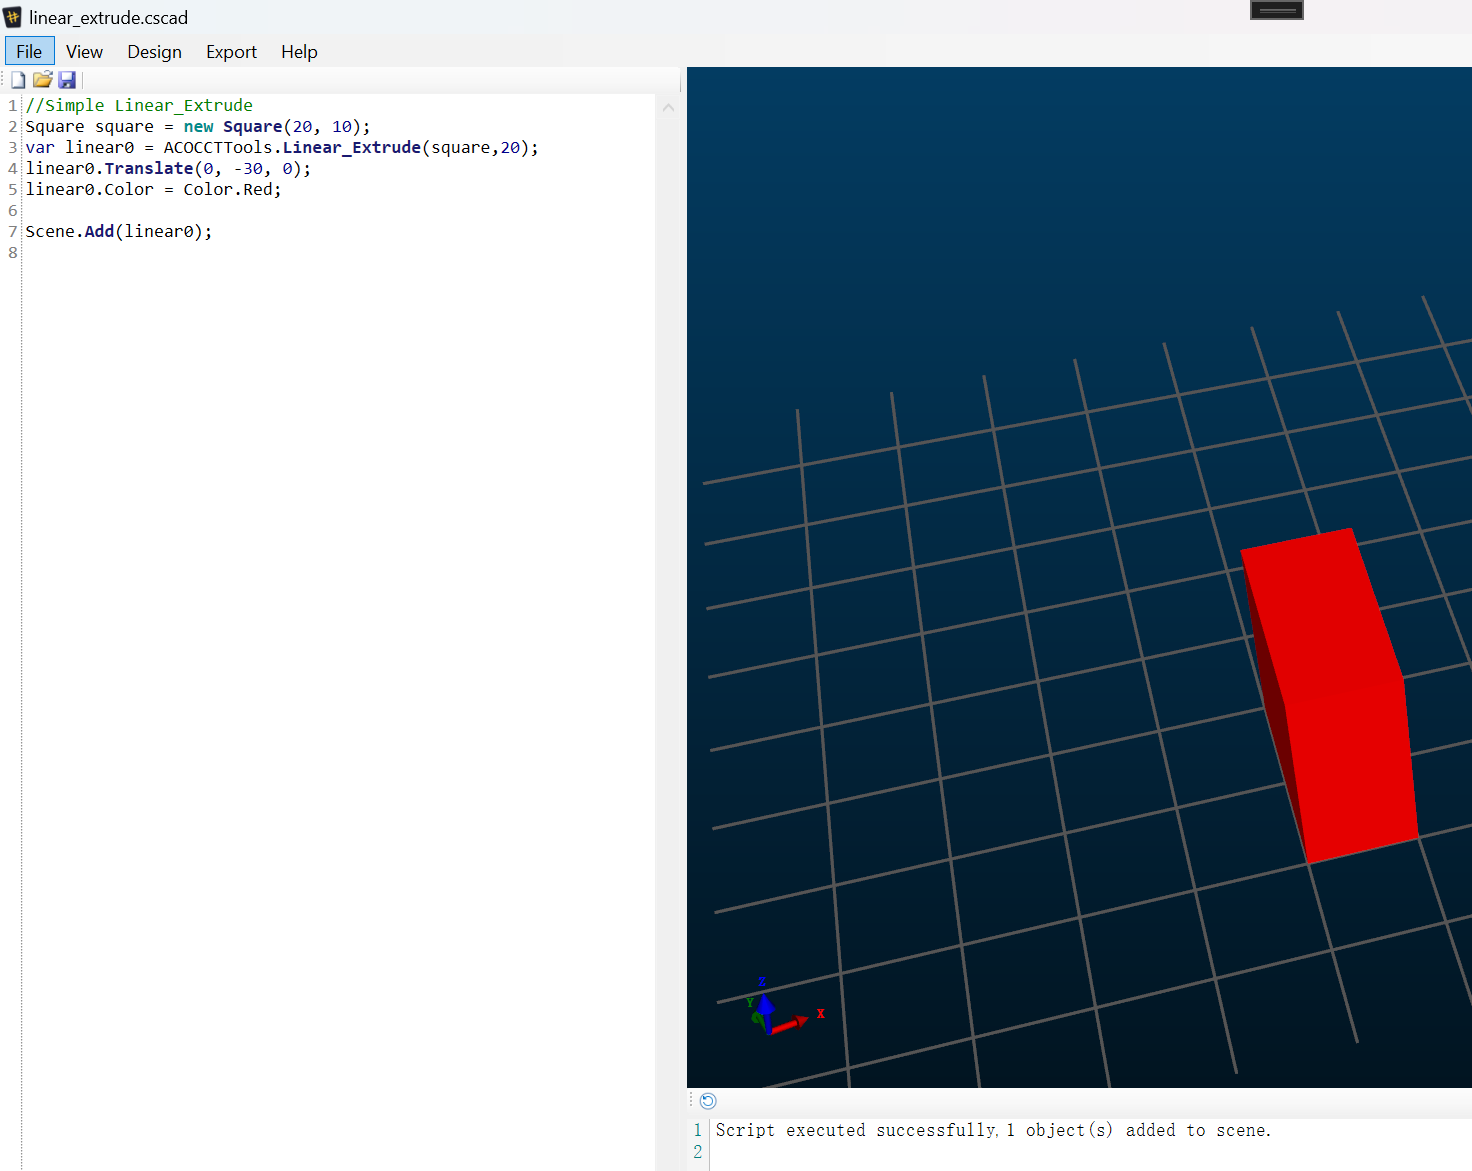 linear_extrude.cscad
File View Design Export Help
1 //Simple Linear_Extrude
2 Square square = new Square(20, 10);
3 var linear0 = ACOCCTTools.Linear_Extrude(square,20);
4 linear0.Translate(0, -30, 0);
5 linear0.Color = Color.Red;
6
7 Scene.Add(linear0);
8
Y
X
1 Script executed successfully, 1 object(s) added to scene.
2